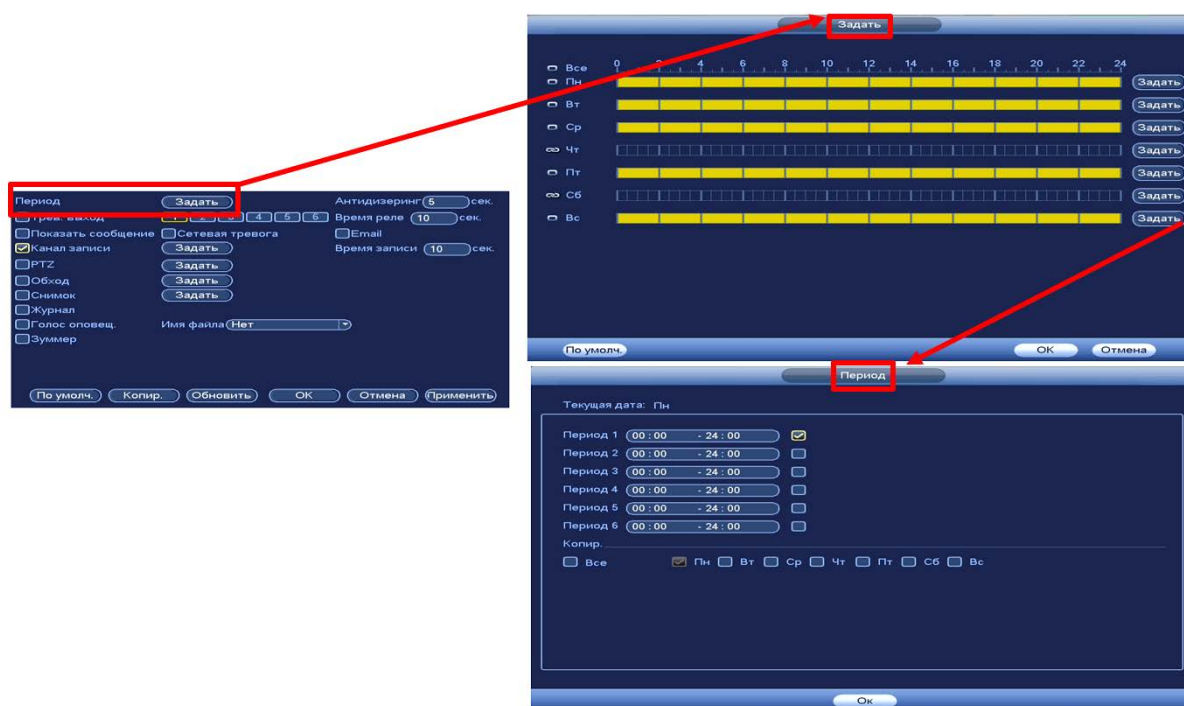 Период Задать Антидизеринг 5 сек.
Трев. выход 1 2 3 4 5 6 Время реле 10 сек.
Показать сообщение Сетевая тревога Email
Канал записи Задать Время записи 10 сек.
PTZ Задать
Обход Задать
Снимок Задать
Журнал
Голос оповещ. Имя файла Нет
Зуммер
По умолч. Копир. Обновить ОК Отмена Применить
Задать
Все 0 2 4 6 8 10 12 14 16 18 20 22 24
Пн Задать
Вт Задать
Ср Задать
Чт Задать
Пт Задать
Сб Задать
Вс Задать
По умолч. ОК Отмена
Период
Текущая дата: Пн
Период 1 00 : 00 - 24 : 00
Период 2 00 : 00 - 24 : 00
Период 3 00 : 00 - 24 : 00
Период 4 00 : 00 - 24 : 00
Период 5 00 : 00 - 24 : 00
Период 6 00 : 00 - 24 : 00
Копир.
Все Пн Вт Ср Чт Пт Сб Вс
Ок